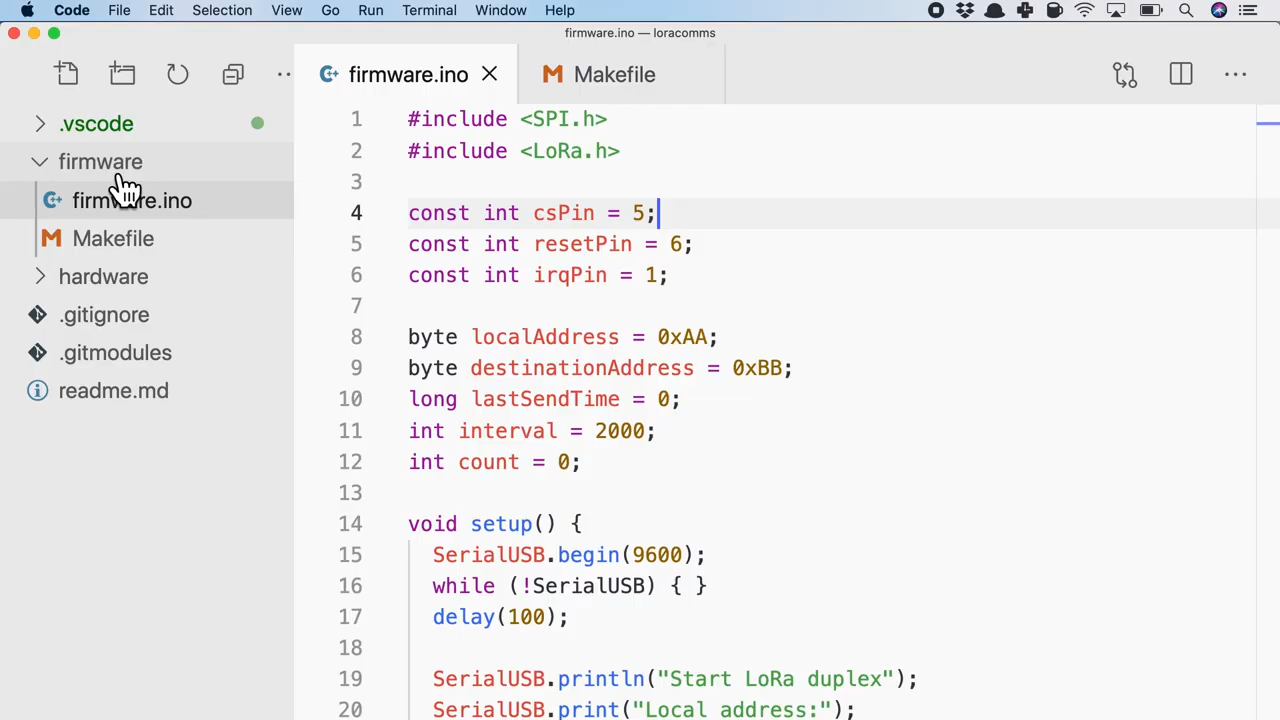 Code File Edit Selection View Go Run Terminal Window Help
firmware.ino — loracomms
firmware.ino
Makefile
.vscode
firmware
firmware.ino
Makefile
hardware
.gitignore
.gitmodules
readme.md
1 #include <SPI.h>
2 #include <LoRa.h>
3
4 const int csPin = 5;
5 const int resetPin = 6;
6 const int irqPin = 1;
7
8 byte localAddress = 0xAA;
9 byte destinationAddress = 0xBB;
10 long lastSendTime = 0;
11 int interval = 2000;
12 int count = 0;
13
14 void setup() {
15 SerialUSB.begin(9600);
16 while (!SerialUSB) { }
17 delay(100);
18
19 SerialUSB.println("Start LoRa duplex");
20 SerialUSB.print("Local address:");